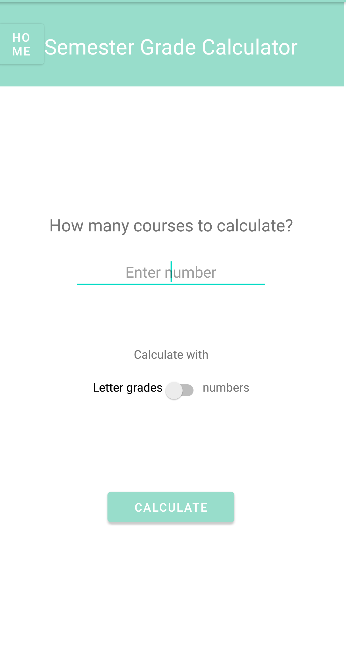 HO
ME
Semester Grade Calculator
How many courses to calculate?
Enter number
Calculate with
Letter grades numbers
CALCULATE